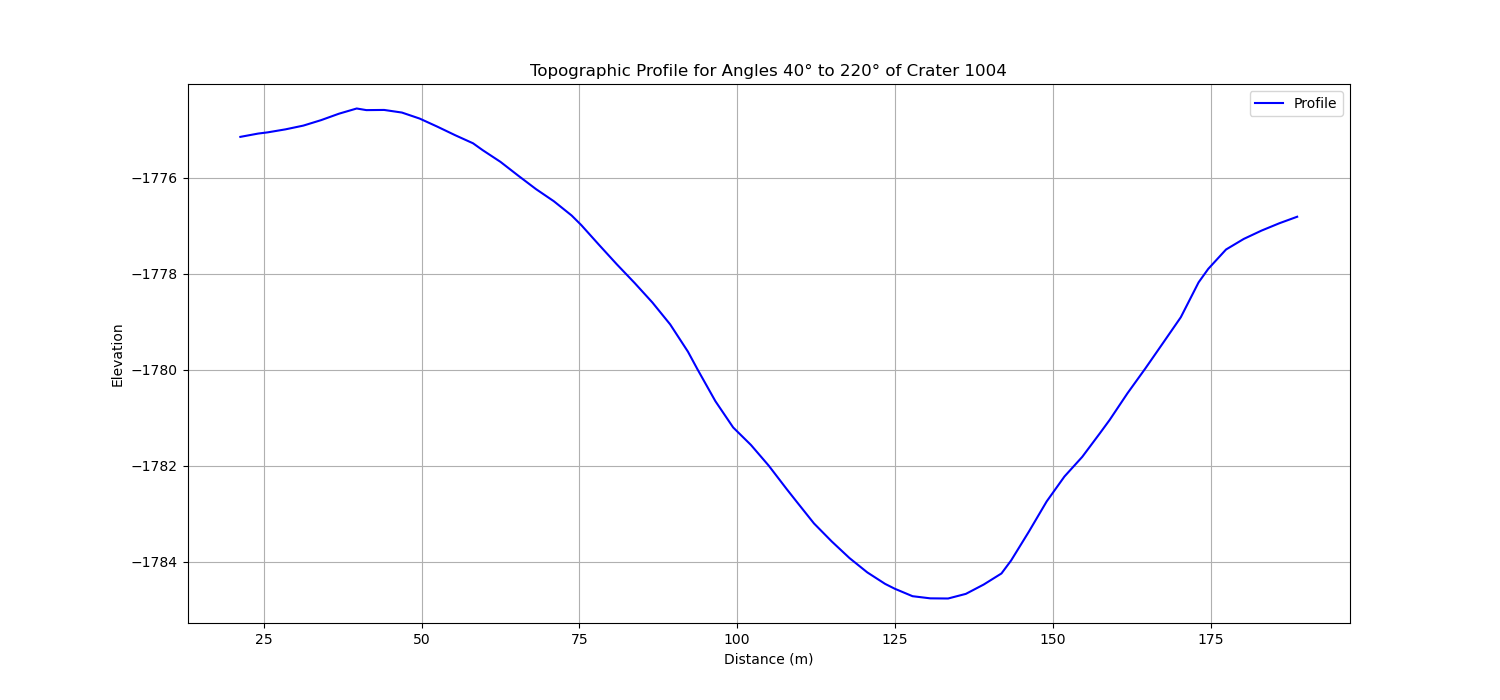 Topographic Profile for Angles 40° to 220° of Crater 1004
Profile
−1776
−1778
−1780
−1782
−1784
Elevation
25 50 75 100 125 150 175
Distance (m)